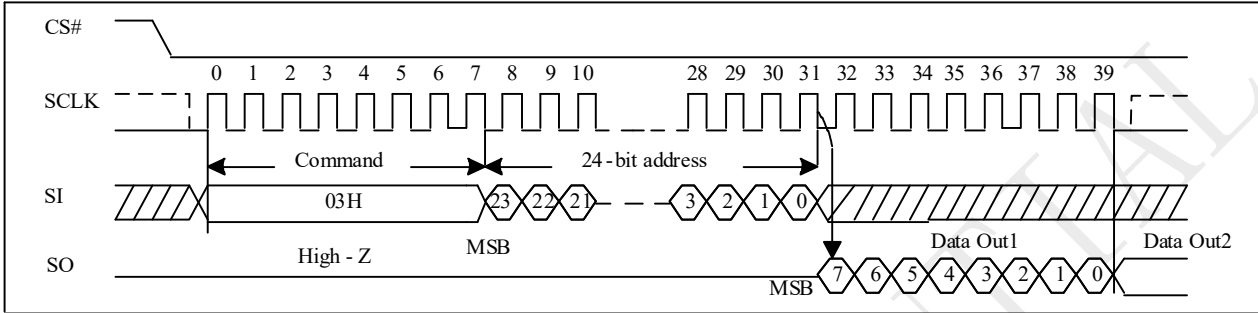 CS#
0 1 2 3 4 5 6 7 8 9 10 28 29 30 31 32 33 34 35 36 37 38 39
SCLK
Command 24-bit address
SI 03H 23 22 21 3 2 1 0
High - Z MSB Data Out1 Data Out2
SO MSB 7 6 5 4 3 2 1 0
TIAL